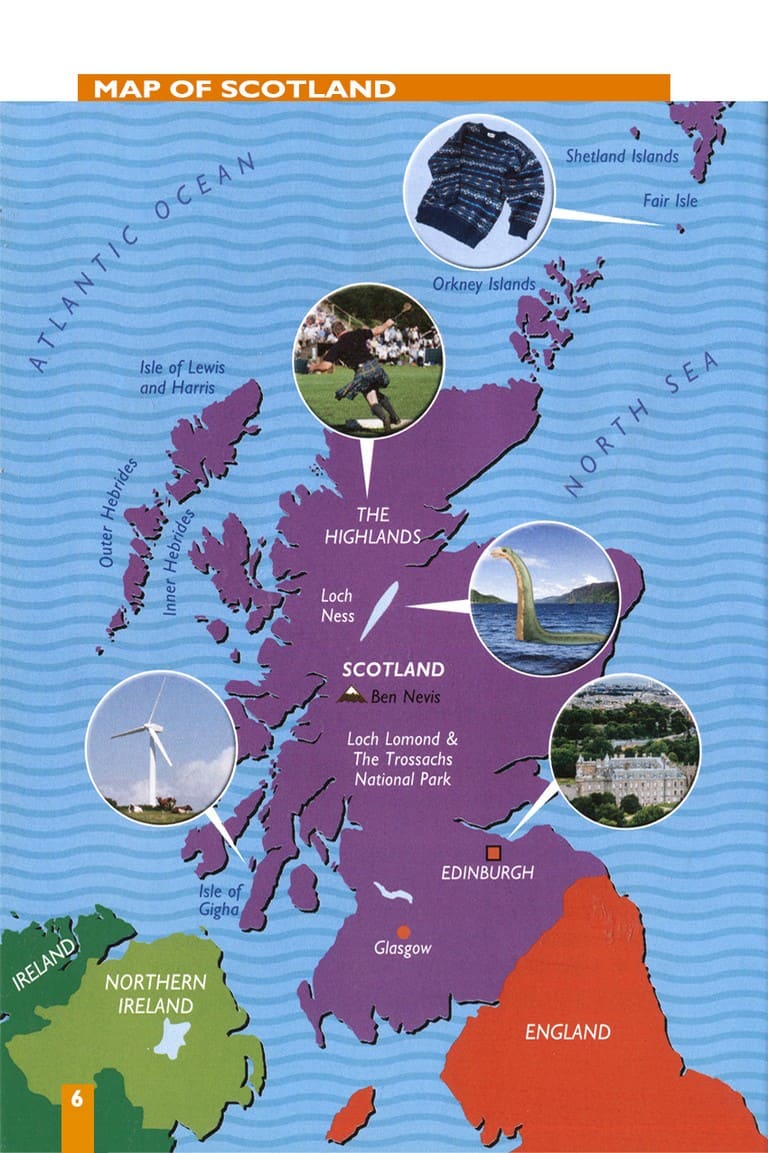 MAP OF SCOTLAND
ATLANTIC OCEAN
Shetland Islands
Fair Isle
Orkney Islands
Isle of Lewis
and Harris
NORTH SEA
Outer Hebrides
Inner Hebrides
THE
HIGHLANDS
Loch
Ness
SCOTLAND
Ben Nevis
Loch Lomond &
The Trossachs
National Park
EDINBURGH
Isle of
Gigha
Glasgow
IRELAND
NORTHERN
IRELAND
ENGLAND
6